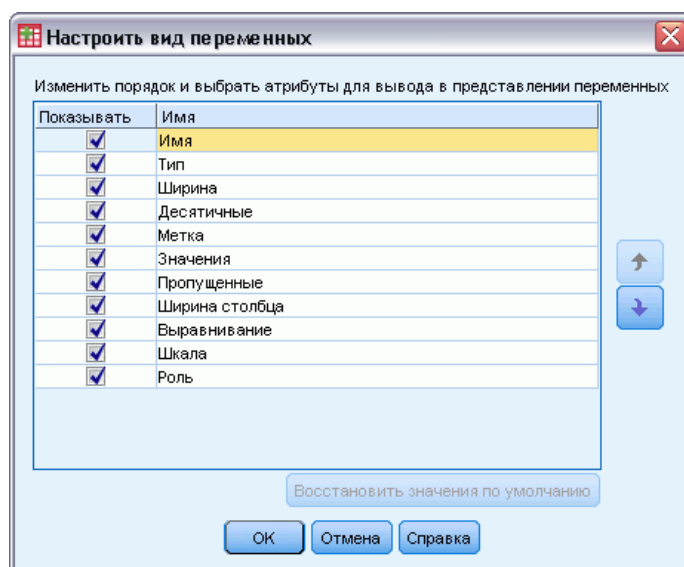 Настроить вид переменных
Изменить порядок и выбрать атрибуты для вывода в представлении переменных
Показывать Имя
Имя
Тип
Ширина
Десятичные
Метка
Значения
Пропущенные
Ширина столбца
Выравнивание
Шкала
Роль
Восстановить значения по умолчанию
OK Отмена Справка